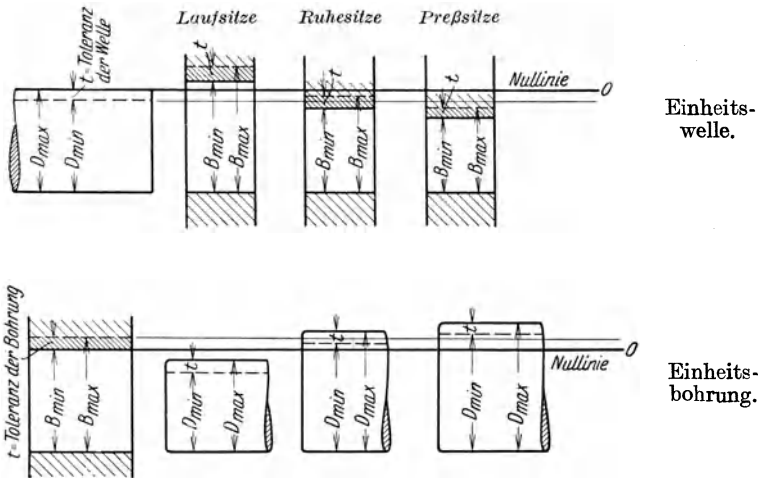 Laufsitze Ruhesitze Preßsitze
t=Toleranz der Welle
t
t
t
Nullinie
0
Dmax
Dmin
Bmin
Bmax
Bmin
Bmax
Bmin
Bmax
Einheits-
welle.
t=Toleranz der Bohrung
Bmin
Bmax
t
Dmin
Dmax
t
Dmin
Dmax
t
Dmin
Dmax
Nullinie
0
Einheits-
bohrung.